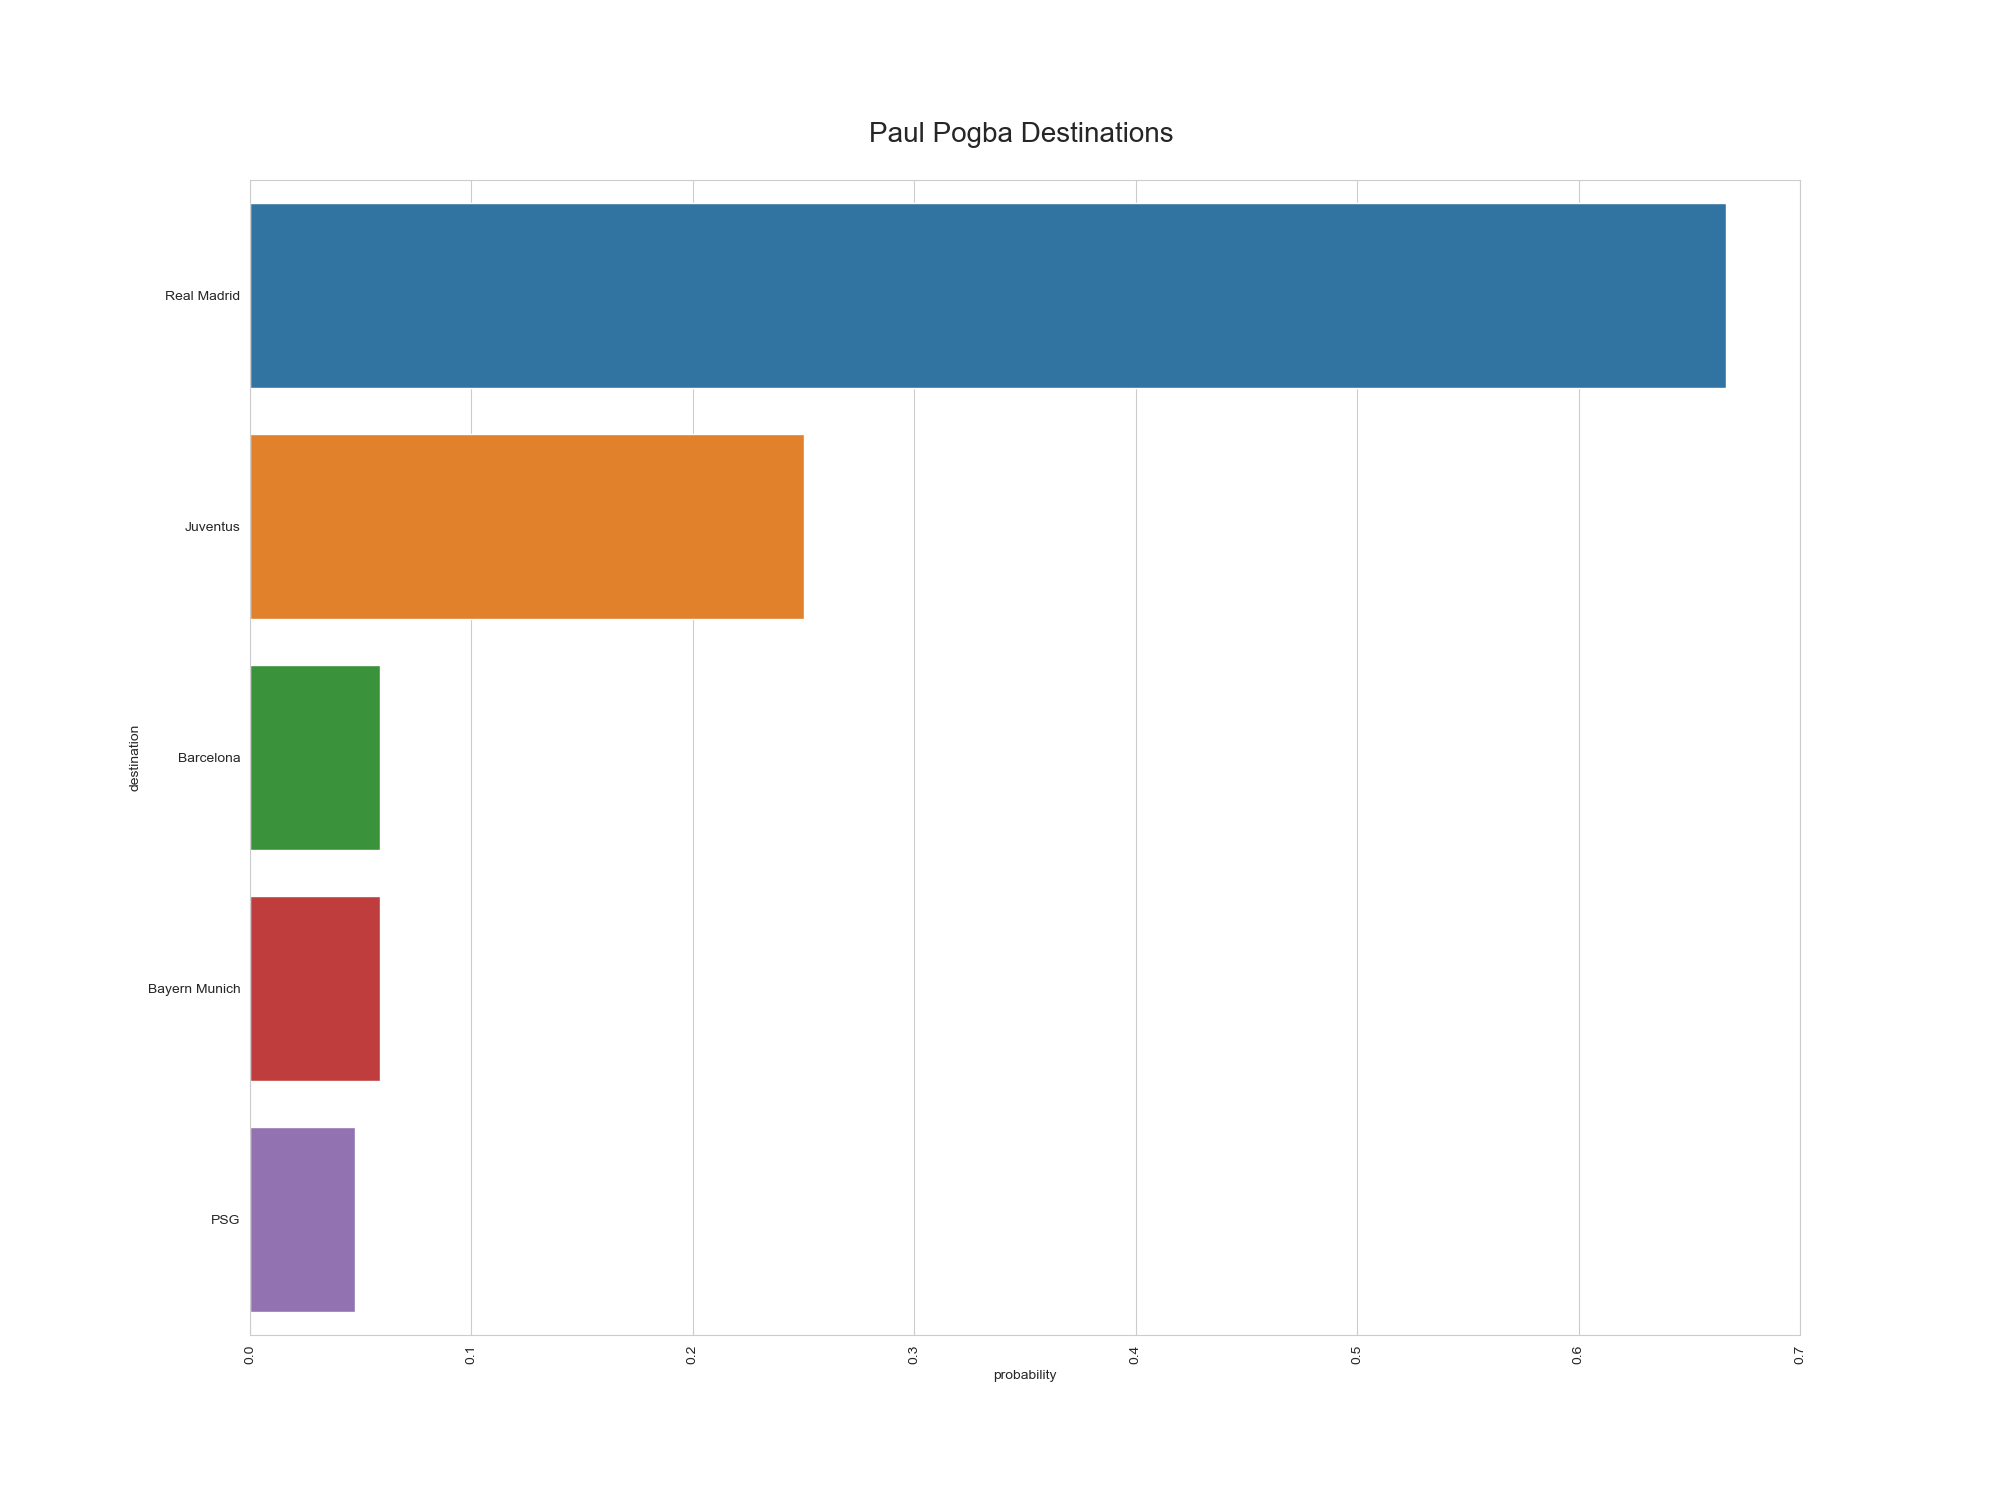 Paul Pogba Destinations
destination
Real Madrid
Juventus
Barcelona
Bayern Munich
PSG
0.0
0.1
0.2
0.3
0.4
0.5
0.6
0.7
probability